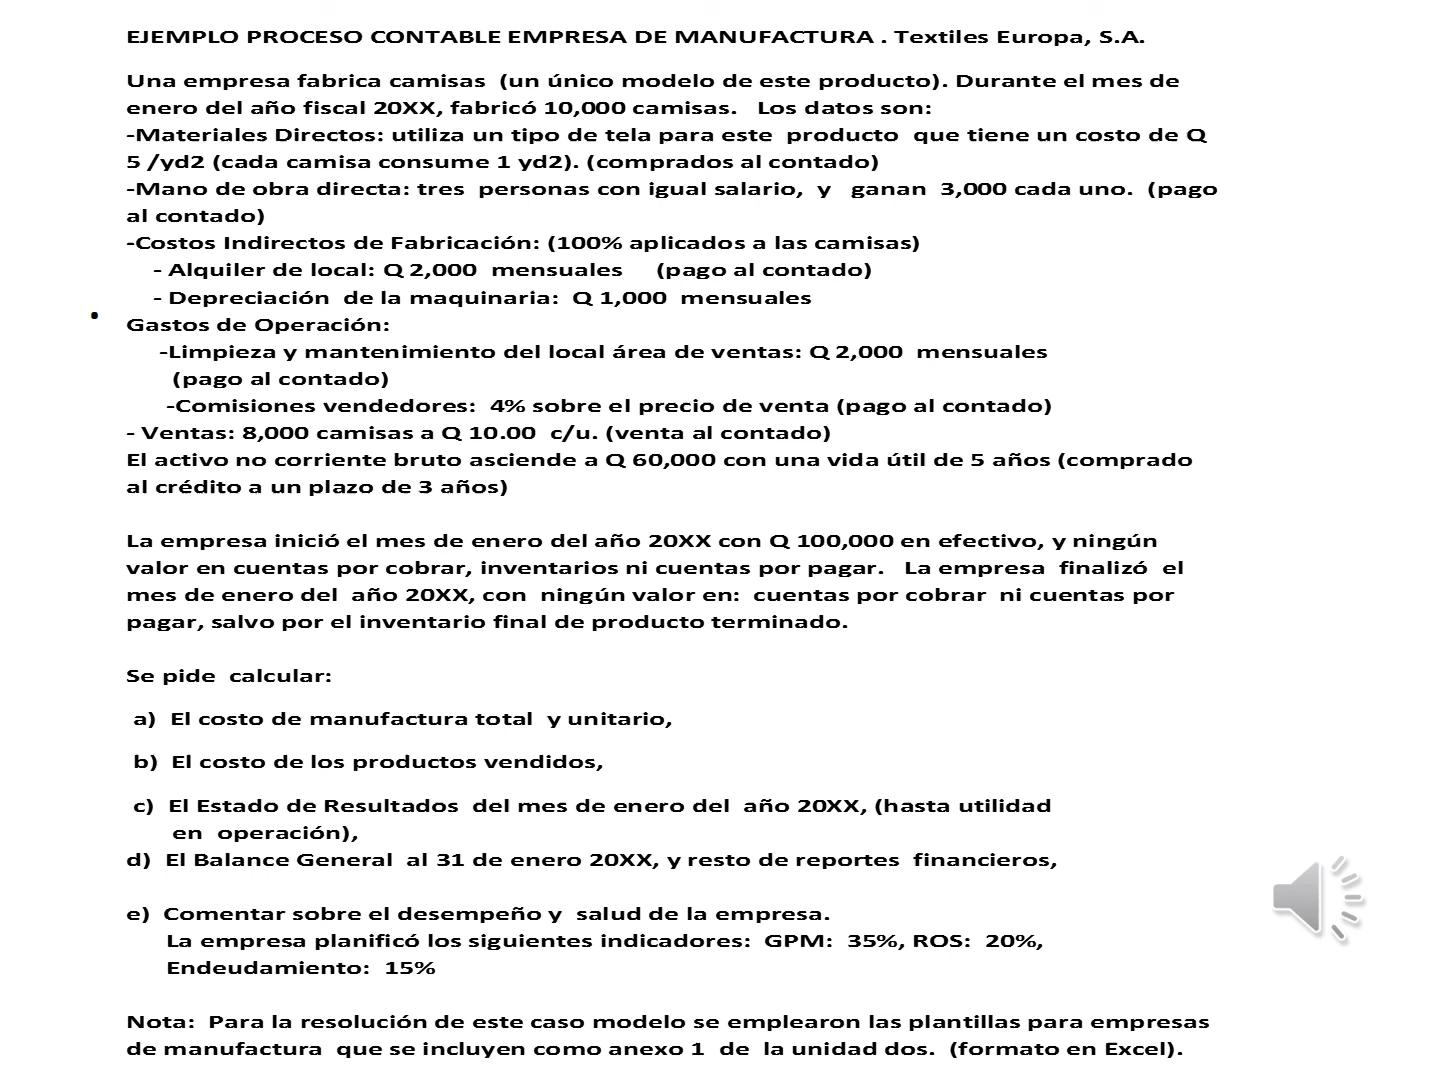 EJEMPLO PROCESO CONTABLE EMPRESA DE MANUFACTURA . Textiles Europa, S.A.
Una empresa fabrica camisas (un único modelo de este producto). Durante el mes de
enero del año fiscal 20XX, fabricó 10,000 camisas. Los datos son:
-Materiales Directos: utiliza un tipo de tela para este producto que tiene un costo de Q
5 /yd2 (cada camisa consume 1 yd2). (comprados al contado)
-Mano de obra directa: tres personas con igual salario, y ganan 3,000 cada uno. (pago
al contado)
-Costos Indirectos de Fabricación: (100% aplicados a las camisas)
- Alquiler de local: Q 2,000 mensuales (pago al contado)
- Depreciación de la maquinaria: Q 1,000 mensuales
• Gastos de Operación:
-Limpieza y mantenimiento del local área de ventas: Q 2,000 mensuales
(pago al contado)
-Comisiones vendedores: 4% sobre el precio de venta (pago al contado)
- Ventas: 8,000 camisas a Q 10.00 c/u. (venta al contado)
El activo no corriente bruto asciende a Q 60,000 con una vida útil de 5 años (comprado
al crédito a un plazo de 3 años)
La empresa inició el mes de enero del año 20XX con Q 100,000 en efectivo, y ningún
valor en cuentas por cobrar, inventarios ni cuentas por pagar. La empresa finalizó el
mes de enero del año 20XX, con ningún valor en: cuentas por cobrar ni cuentas por
pagar, salvo por el inventario final de producto terminado.
Se pide calcular:
a) El costo de manufactura total y unitario,
b) El costo de los productos vendidos,
c) El Estado de Resultados del mes de enero del año 20XX, (hasta utilidad
en operación),
d) El Balance General al 31 de enero 20XX, y resto de reportes financieros,
e) Comentar sobre el desempeño y salud de la empresa.
La empresa planificó los siguientes indicadores: GPM: 35%, ROS: 20%,
Endeudamiento: 15%
Nota: Para la resolución de este caso modelo se emplearon las plantillas para empresas
de manufactura que se incluyen como anexo 1 de la unidad dos. (formato en Excel).